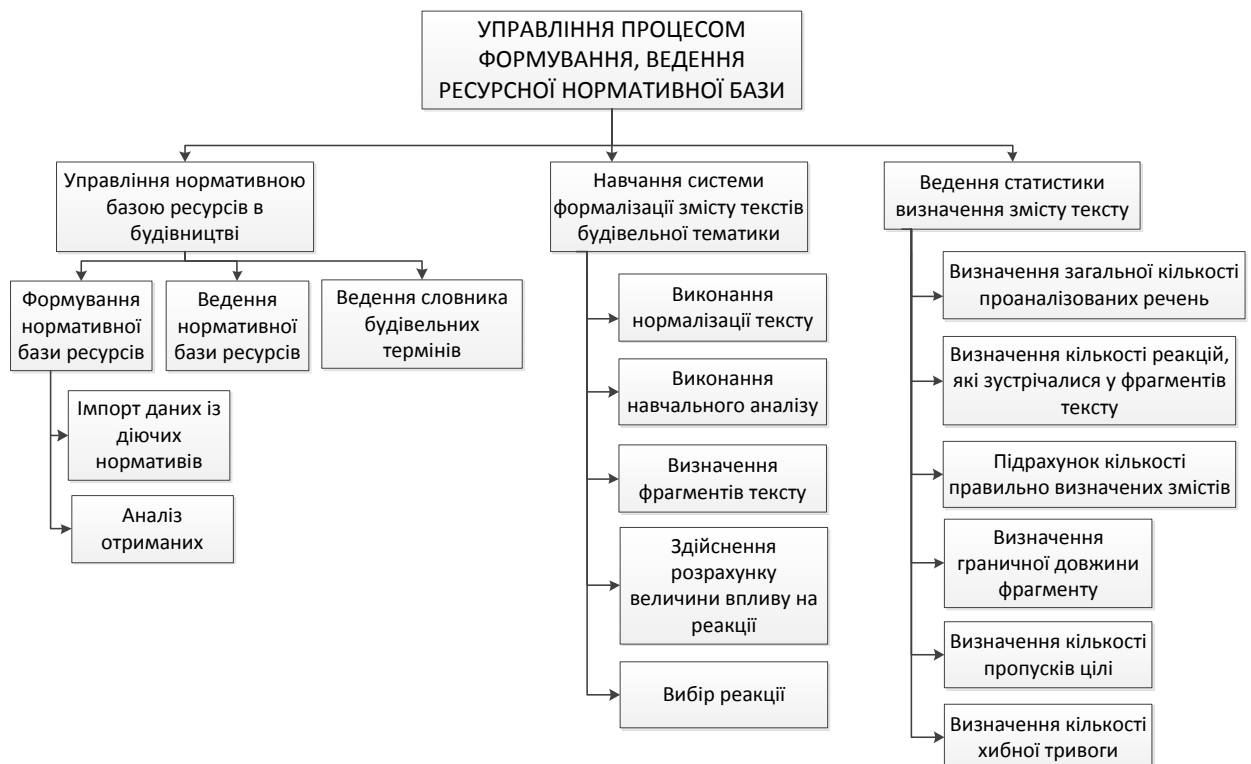 УПРАВЛІННЯ ПРОЦЕСОМ
ФОРМУВАННЯ, ВЕДЕННЯ
РЕСУРСНОЇ НОРМАТИВНОЇ БАЗИ
Управління нормативною
базою ресурсів в
будівництві
Формування
нормативної
бази ресурсів
Імпорт даних із
діючих
нормативів
Аналіз
отриманих
Ведення
нормативної
бази ресурсів
Ведення словника
будівельних
термінів
Навчання системи
формалізації змісту текстів
будівельної тематики
Виконання
нормалізації тексту
Виконання
навчального аналізу
Визначення
фрагментів тексту
Здійснення
розрахунку
величини впливу на
реакції
Вибір реакції
Ведення статистики
визначення змісту тексту
Визначення загальної кількості
проаналізованих речень
Визначення кількості реакцій,
які зустрічалися у фрагментів
тексту
Підрахунок кількості
правильно визначених змістів
Визначення
граничної довжини
фрагменту
Визначення кількості
пропусків цілі
Визначення кількості
хибної тривоги